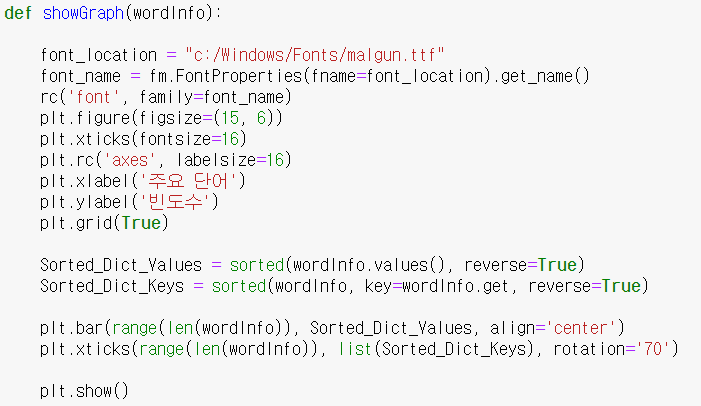 def showGraph(wordInfo):
font_location = "c:/Windows/Fonts/malgun.ttf"
font_name = fm.FontProperties(fname=font_location).get_name()
rc('font', family=font_name)
plt.figure(figsize=(15, 6))
plt.xticks(fontsize=16)
plt.rc('axes', labelsize=16)
plt.xlabel('주요 단어')
plt.ylabel('빈도수')
plt.grid(True)
Sorted_Dict_Values = sorted(wordInfo.values(), reverse=True)
Sorted_Dict_Keys = sorted(wordInfo, key=wordInfo.get, reverse=True)
plt.bar(range(len(wordInfo)), Sorted_Dict_Values, align='center')
plt.xticks(range(len(wordInfo)), list(Sorted_Dict_Keys), rotation='70')
plt.show()